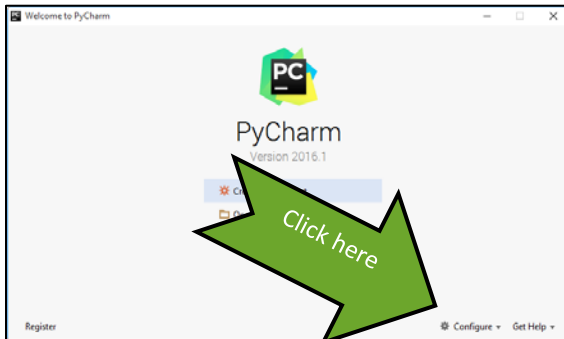 Welcome to PyCharm
PC
PyCharm
Version 2016.1
Click here
Register
Configure
Get Help